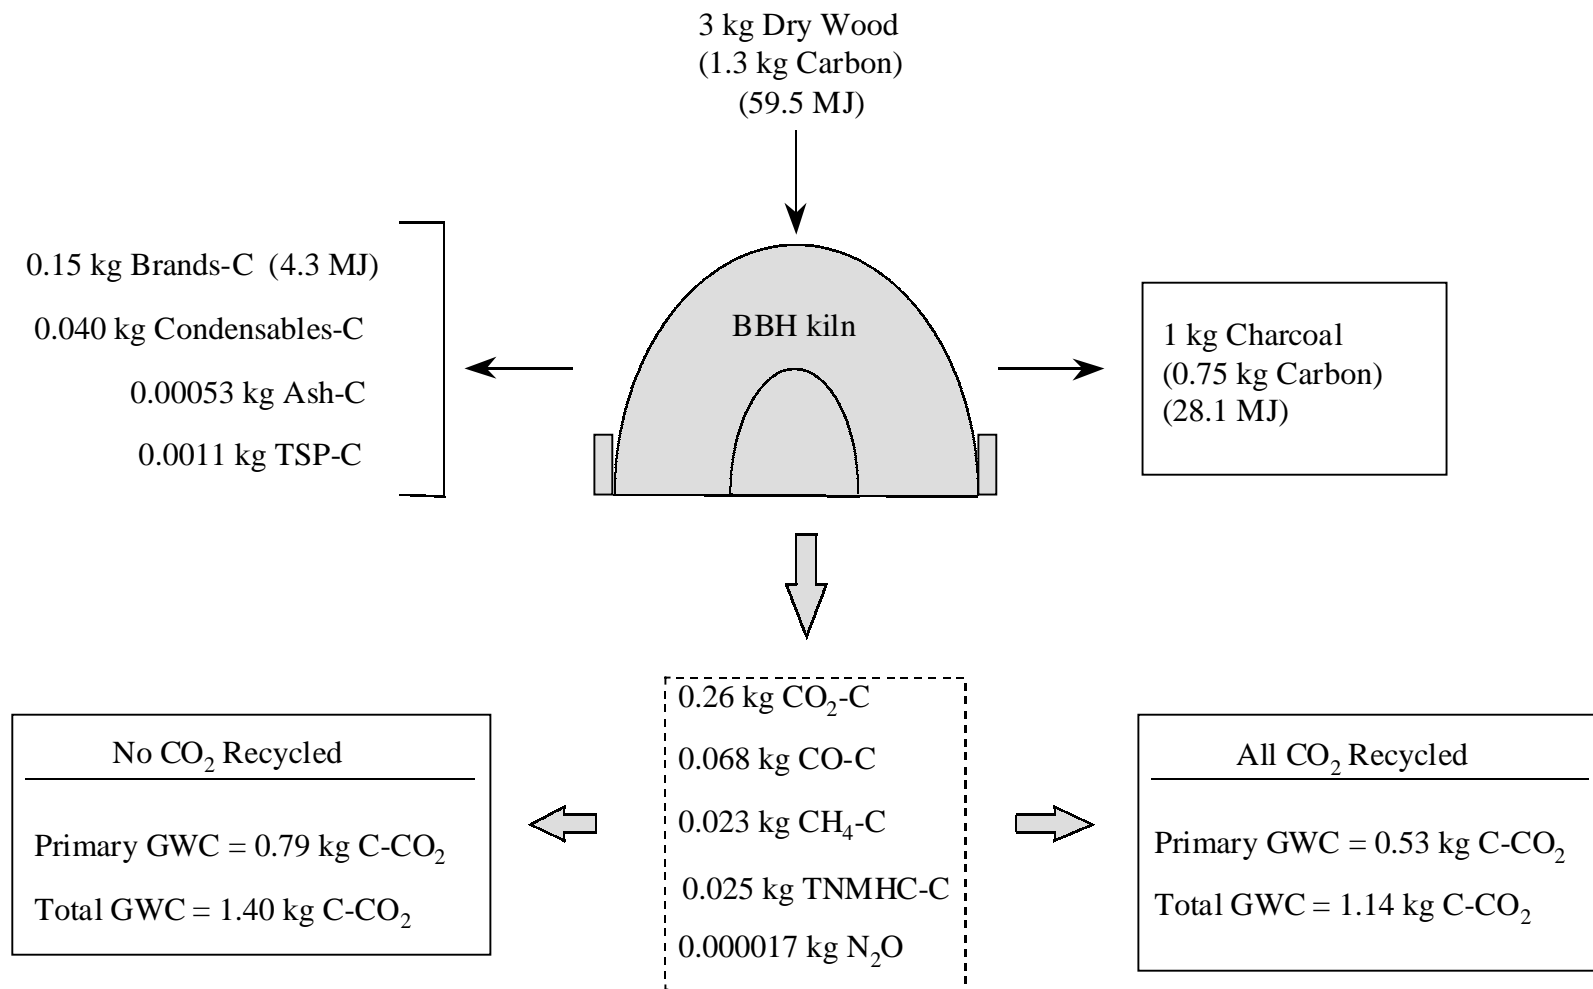 3 kg Dry Wood
(1.3 kg Carbon)
(59.5 MJ)
0.15 kg Brands-C (4.3 MJ)
0.040 kg Condensables-C
0.00053 kg Ash-C
0.0011 kg TSP-C
BBH kiln
1 kg Charcoal
(0.75 kg Carbon)
(28.1 MJ)
No CO₂ Recycled
Primary GWC = 0.79 kg C-CO₂
Total GWC = 1.40 kg C-CO₂
0.26 kg CO₂-C
0.068 kg CO-C
0.023 kg CH₄-C
0.025 kg TNMHC-C
0.000017 kg N₂O
All CO₂ Recycled
Primary GWC = 0.53 kg C-CO₂
Total GWC = 1.14 kg C-CO₂